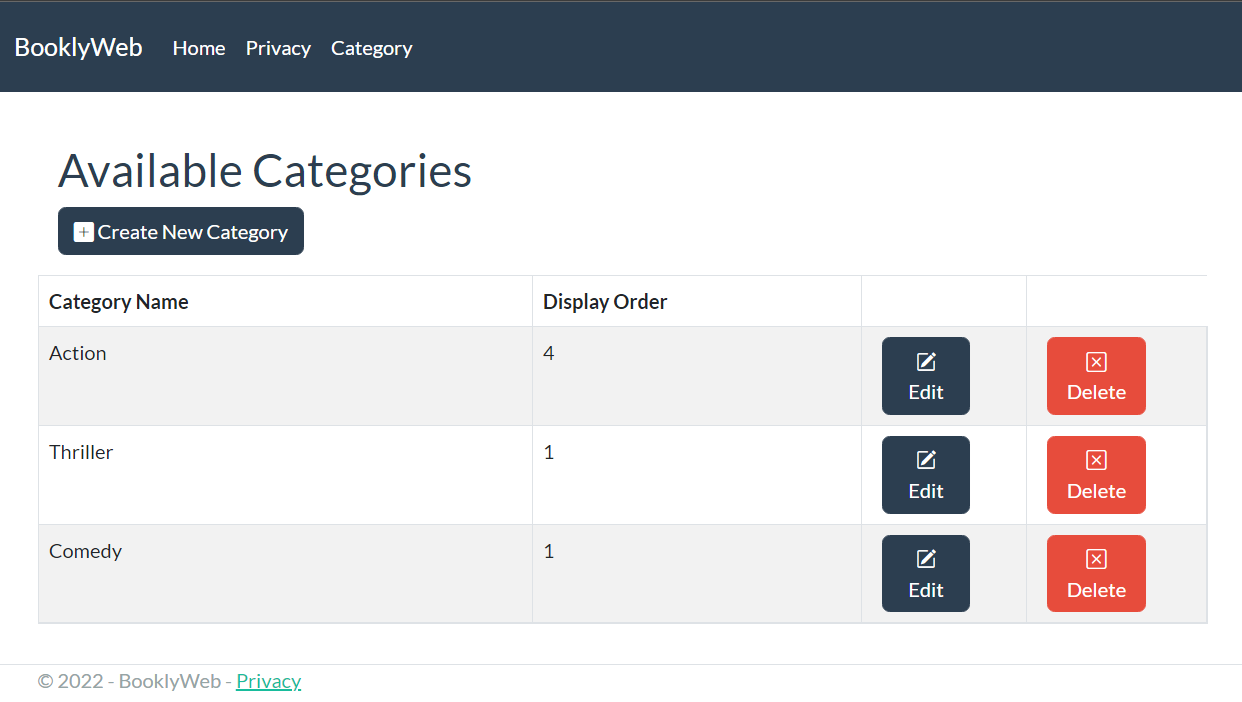 BooklyWeb Home Privacy Category
Available Categories
Create New Category
Category Name Display Order
Action 4 Edit Delete
Thriller 1 Edit Delete
Comedy 1 Edit Delete
© 2022 - BooklyWeb - Privacy